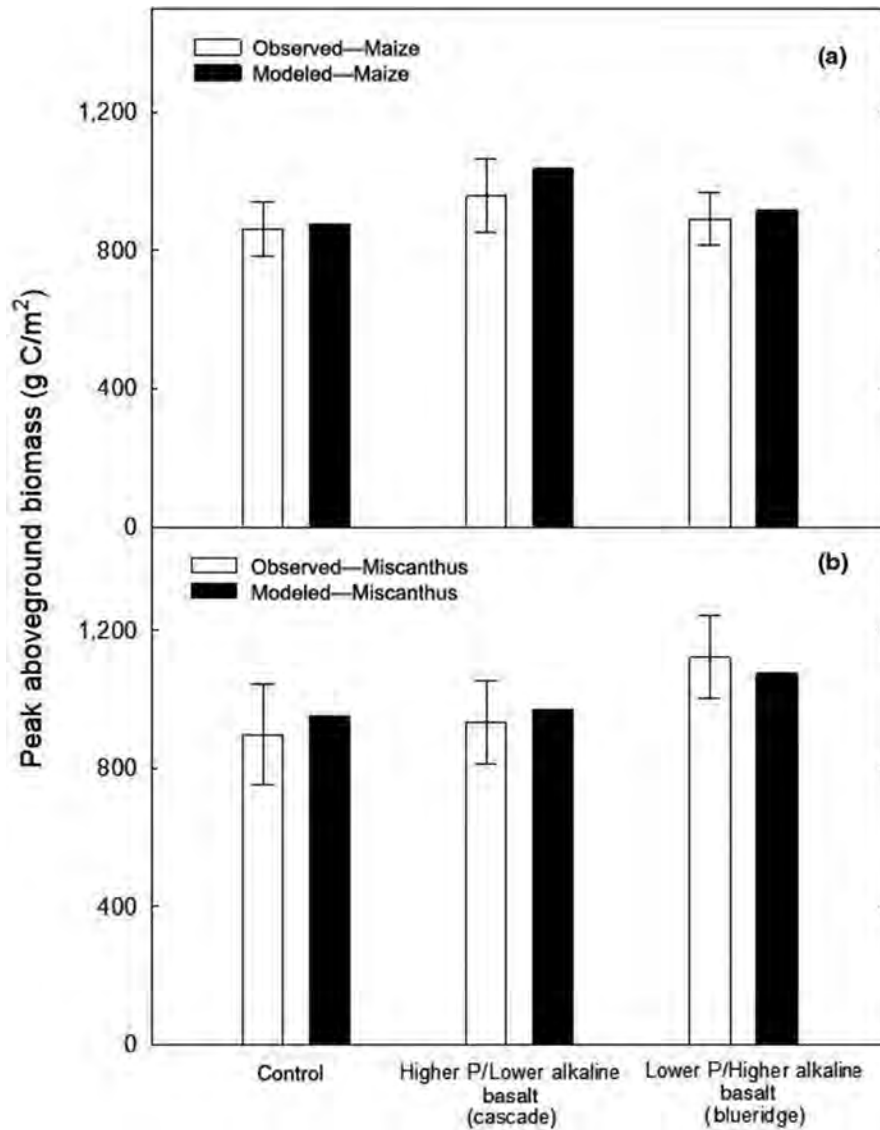 Observed—Maize
Modeled—Maize
(a)
1,200
800
400
0
Observed—Miscanthus
Modeled—Miscanthus
(b)
1,200
800
400
0
Peak aboveground biomass (g C/m²)
Control
Higher P/Lower alkaline
basalt
(cascade)
Lower P/Higher alkaline
basalt
(blueridge)